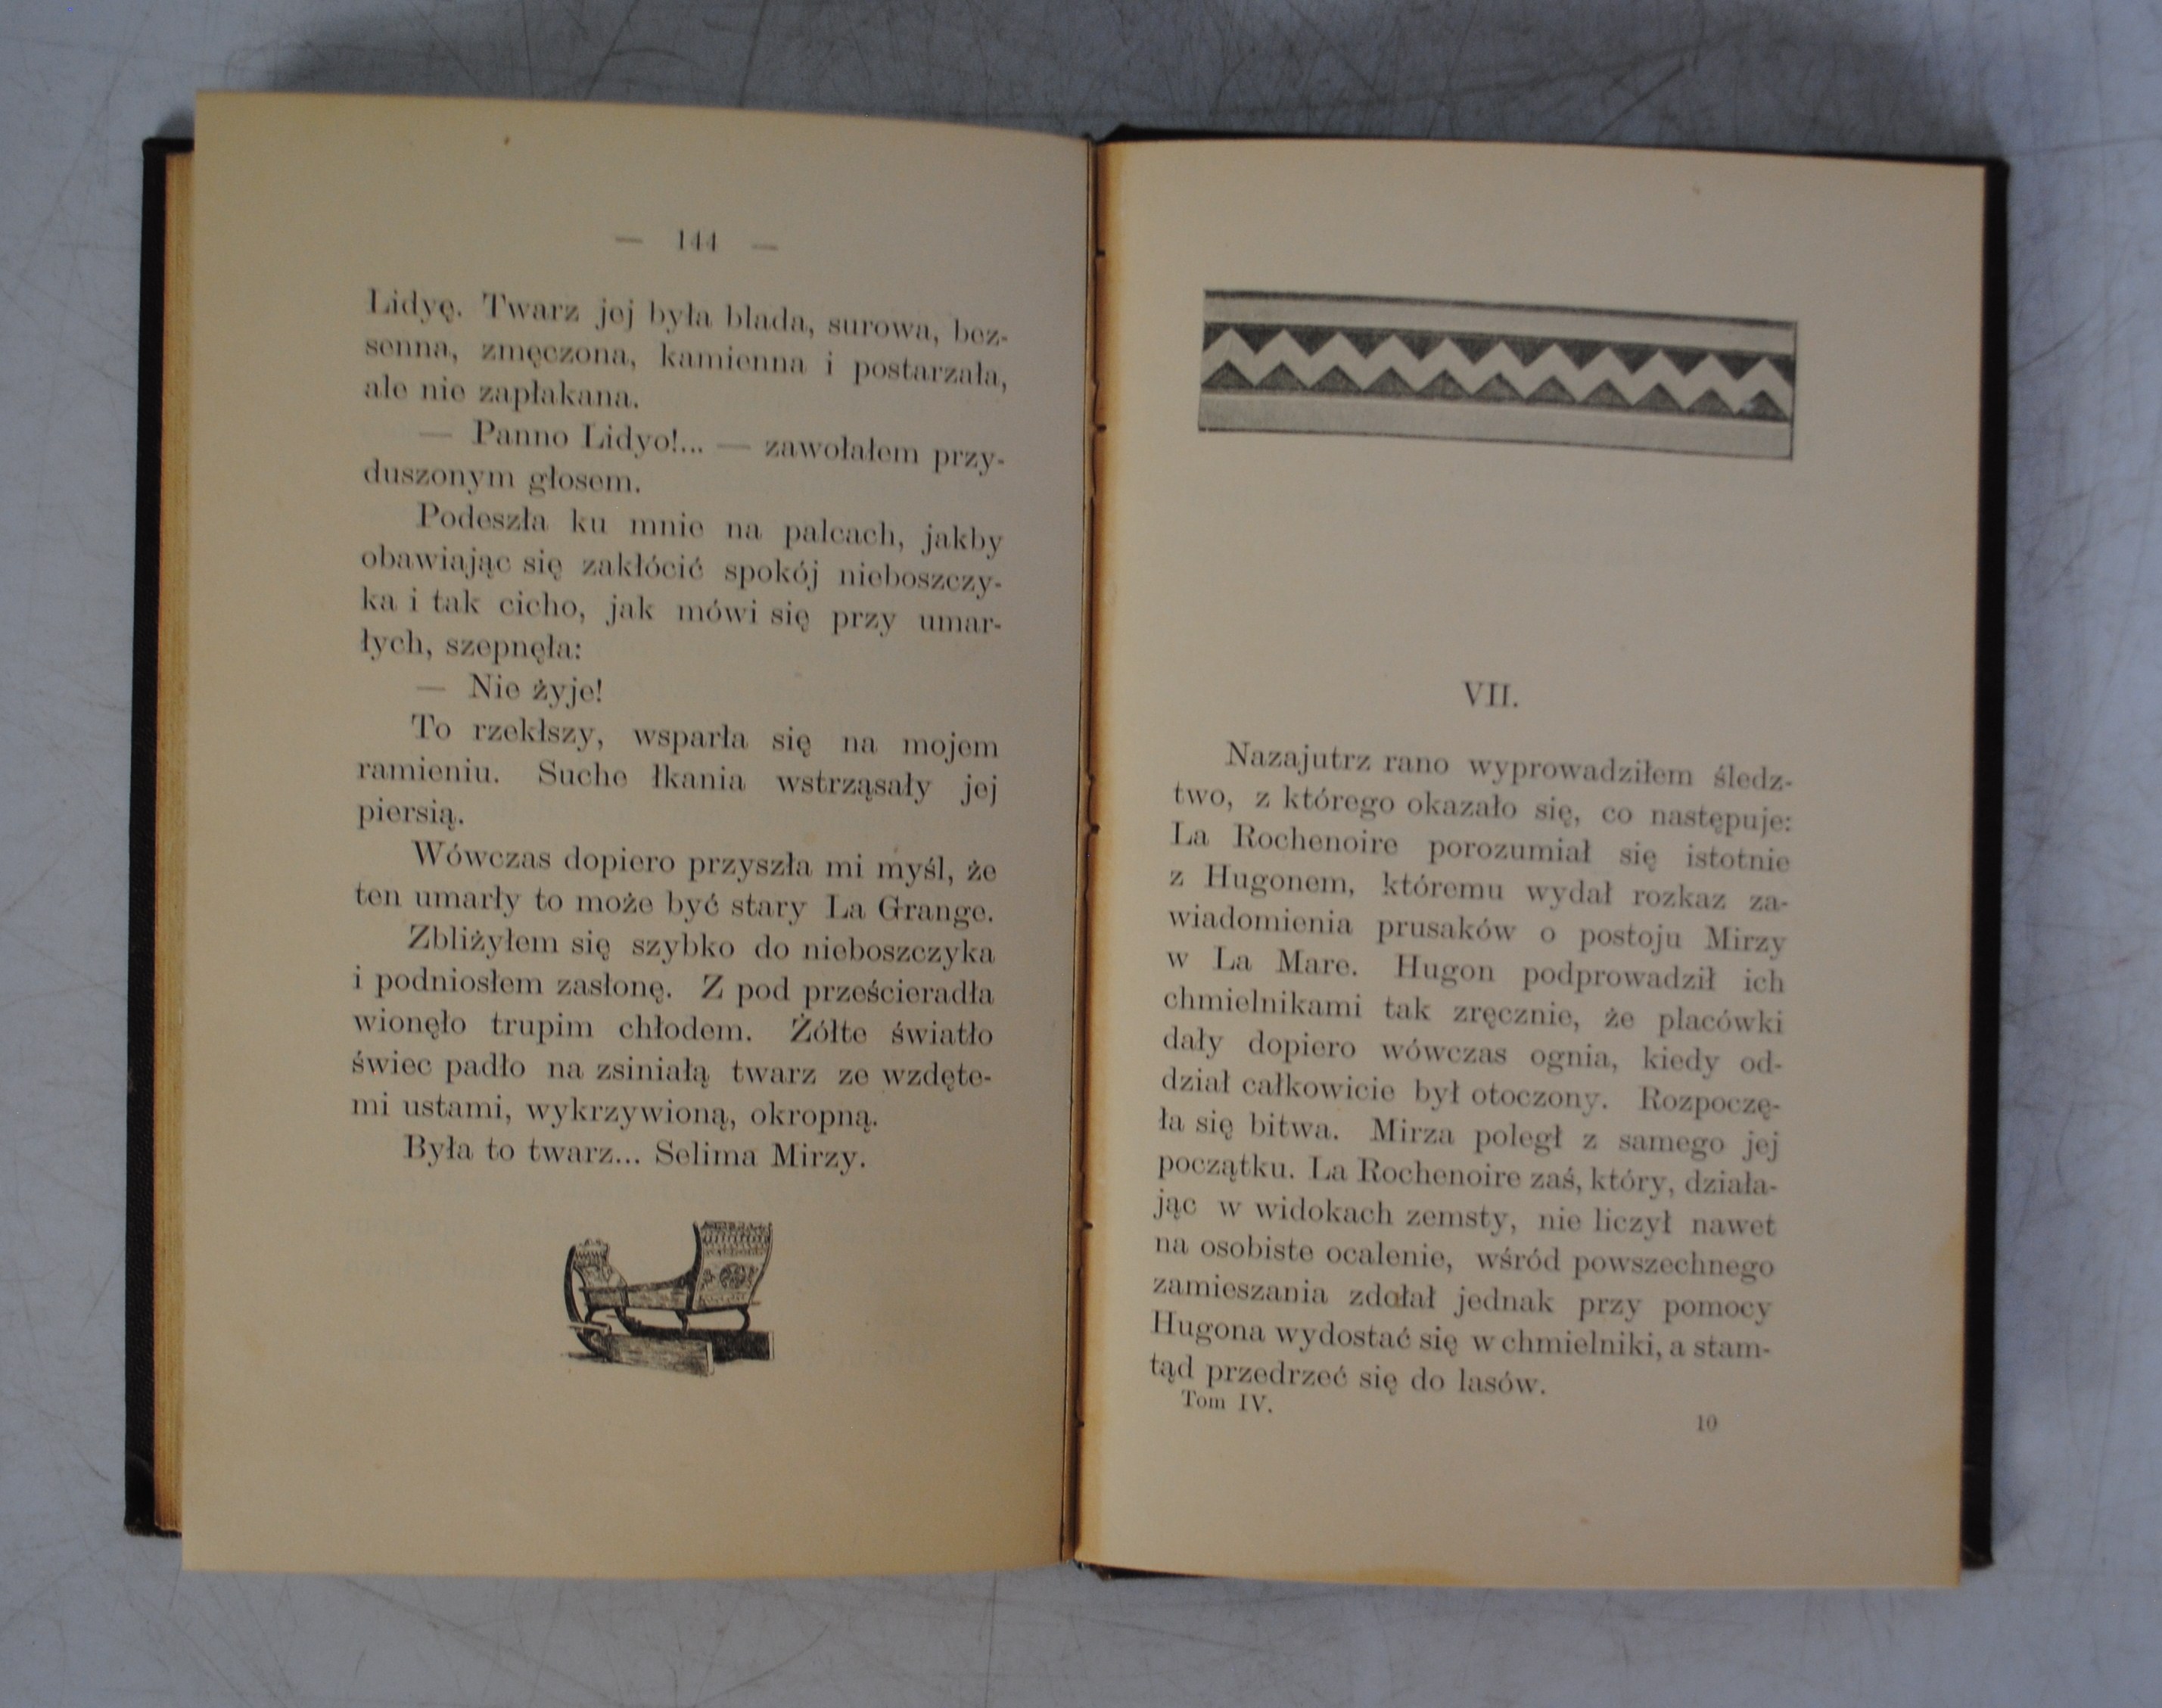 — 144 —
Lidyę. Twarz jej była blada, surowa, bez-
senna, zmęczona, kamienna i postarzała,
ale nie zapłakana.
— Panno Lidyo!... — zawołałem przy-
duszonym głosem.
Podeszła ku mnie na palcach, jakby
obawiając się zakłócić spokój nieboszczy-
ka i tak cicho, jak mówi się przy umar-
łych, szepnęła:
— Nie żyje!
To rzekłszy, wsparła się na mojem
ramieniu. Suche łkania wstrząsały jej
piersią.
Wówczas dopiero przyszła mi myśl, że
ten umarły to może być stary La Grange.
Zbliżyłem się szybko do nieboszczyka
i podniosłem zasłonę. Z pod prześcieradła
wionęło trupim chłodem. Żółte światło
świec padło na zsiniałą twarz ze wzdęte-
mi ustami, wykrzywioną, okropną.
Była to twarz... Selima Mirzy.
VII.
Nazajutrz rano wyprowadziłem śledz-
two, z którego okazało się, co następuje:
La Rochenoire porozumiał się istotnie
z Hugonem, któremu wydał rozkaz za-
wiadomienia prusaków o postoju Mirzy
w La Mare. Hugon podprowadził ich
chmielnikami tak zręcznie, że placówki
dały dopiero wówczas ognia, kiedy od-
dział całkowicie był otoczony. Rozpoczę-
ła się bitwa. Mirza poległ z samego jej
początku. La Rochenoire zaś, który, działa-
jąc w widokach zemsty, nie liczył nawet
na osobiste ocalenie, wśród powszechnego
zamieszania zdołał jednak przy pomocy
Hugona wydostać się w chmielniki, a stam-
tąd przedrzeć się do lasów.
Tom IV.
10